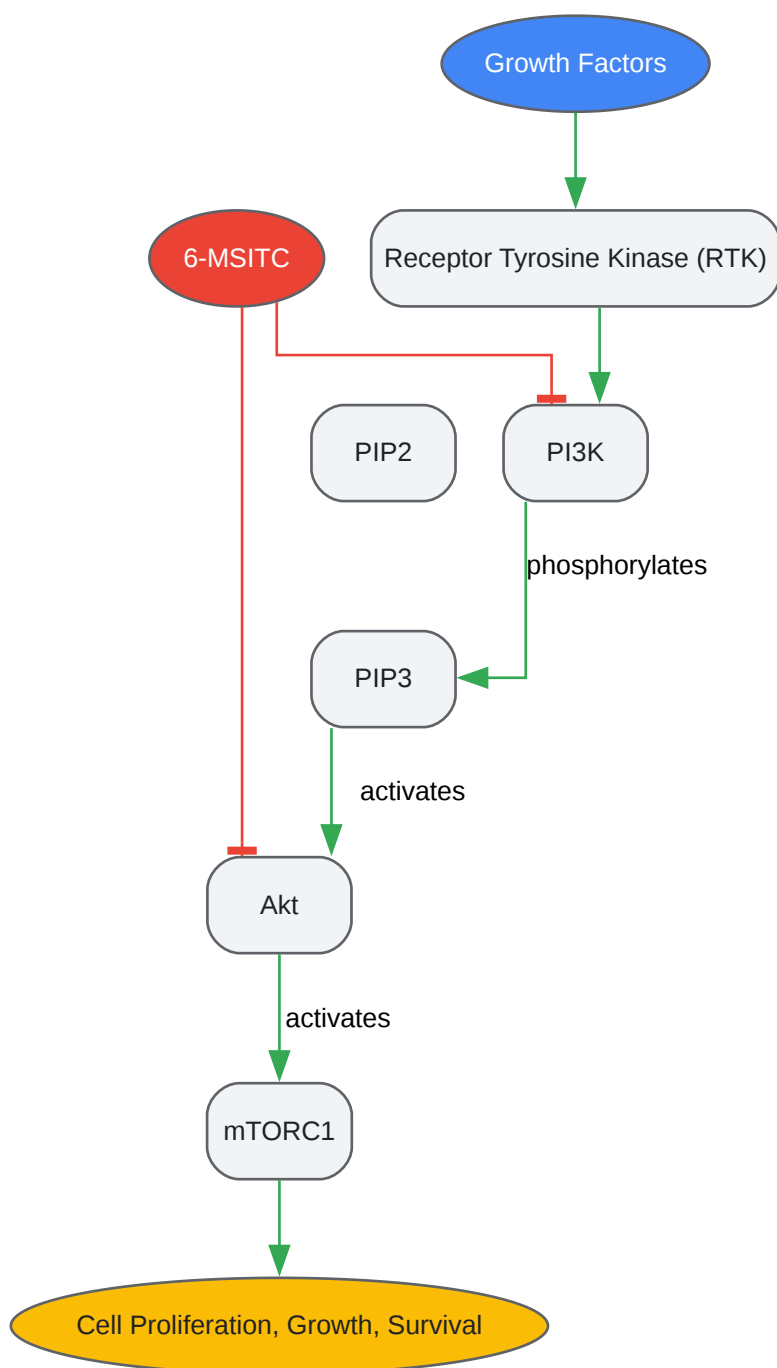 Growth Factors
6-MSITC
Receptor Tyrosine Kinase (RTK)
PIP2
PI3K
phosphorylates
PIP3
activates
Akt
activates
mTORC1
Cell Proliferation, Growth, Survival